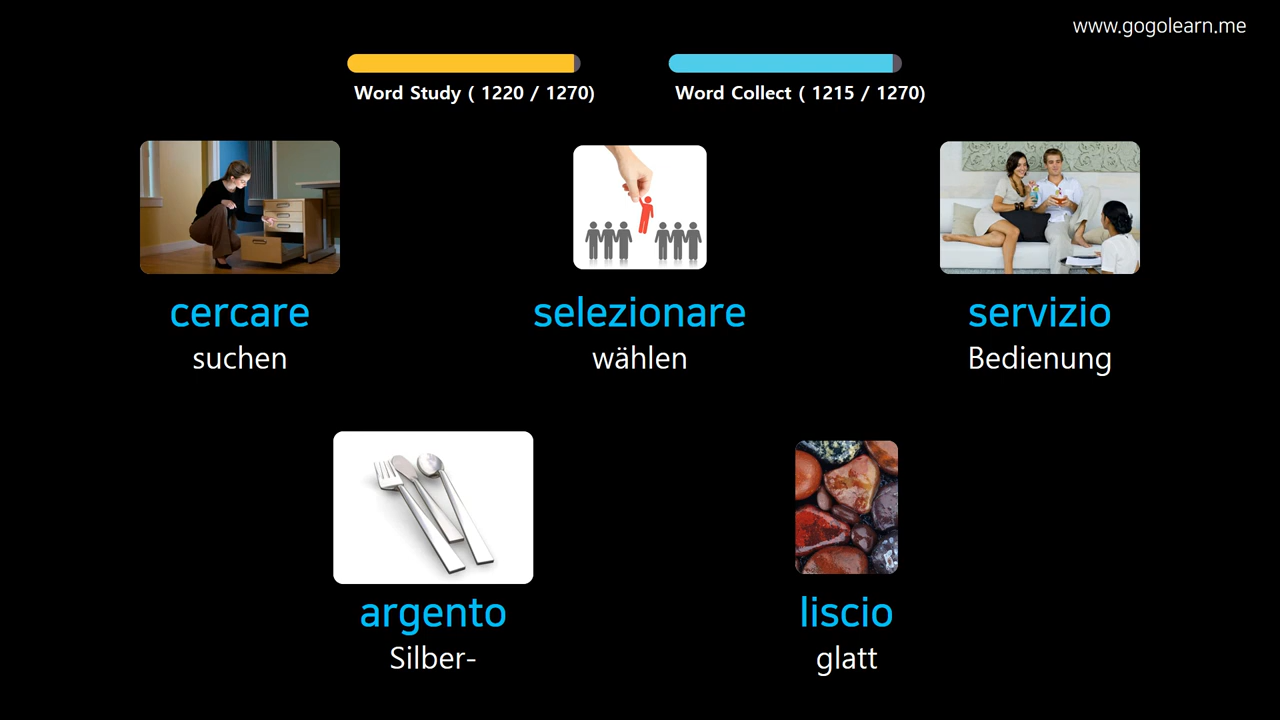 www.gogolearn.me
Word Study ( 1220 / 1270)
Word Collect ( 1215 / 1270)
cercare
suchen
selezionare
wählen
servizio
Bedienung
argento
Silber-
liscio
glatt